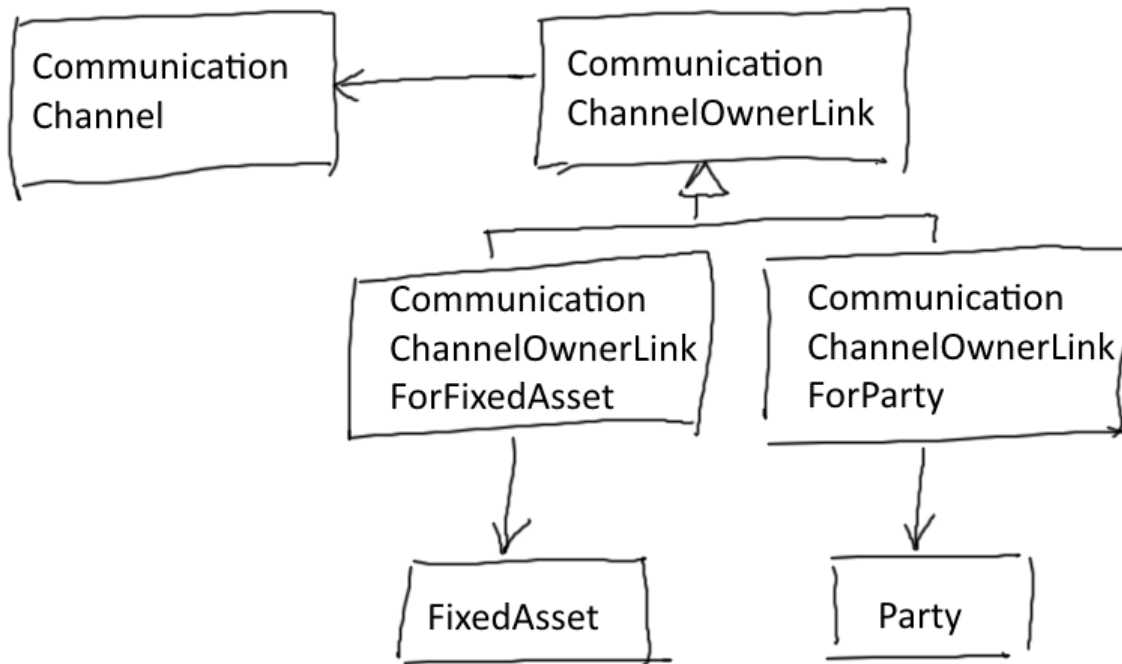 Communication
Channel
Communication
ChannelOwnerLink
Communication
ChannelOwnerLink
ForFixedAsset
Communication
ChannelOwnerLink
ForParty
FixedAsset
Party